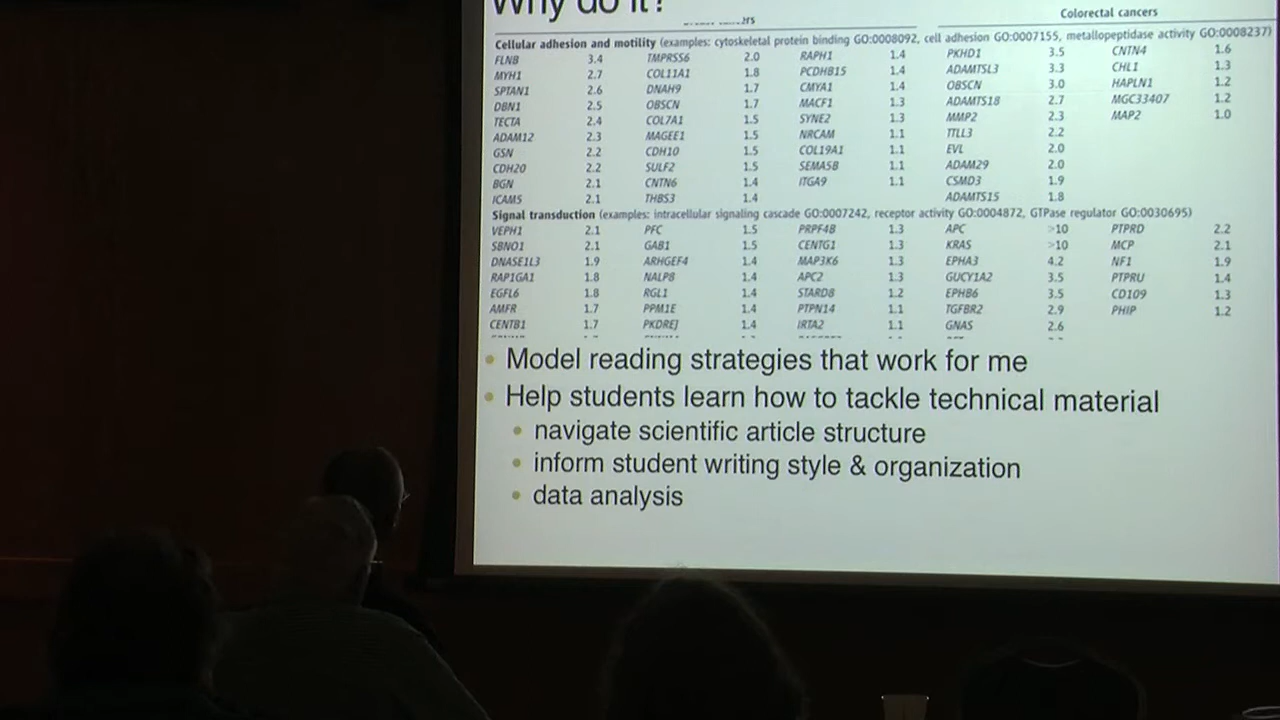 Why do it?
Colorectal cancers
Cellular adhesion and motility (examples: cytoskeletal protein binding GO:0008092, cell adhesion GO:0007155, metallopeptidase activity GO:0008237)
FLNB 3.4 TMPRSS6 2.0 RAPH1 1.4 PKHD1 3.5 CNTN4 1.6
MYH1 2.7 COL11A1 1.8 PCDHB15 1.4 ADAMTSL3 3.3 CHL1 1.3
SPTAN1 2.6 DNAH9 1.7 CMYA1 1.4 OBSCN 3.0 HAPLN1 1.2
DBN1 2.5 OBSCN 1.7 MACF1 1.3 ADAMTS18 2.7 MGC33407 1.2
TECTA 2.4 COL7A1 1.5 SYNE2 1.3 MMP2 2.3 MAP2 1.0
ADAM12 2.3 MAGEE1 1.5 NRCAM 1.1 TTLL3 2.2
GSN 2.2 CDH10 1.5 COL19A1 1.1 EVL 2.0
CDH20 2.2 SULF2 1.5 SEMA5B 1.1 ADAM29 2.0
BGN 2.1 CNTN6 1.4 ITGA9 1.1 CSMD3 1.9
ICAM5 2.1 THBS3 1.4 ADAMTS15 1.8
Signal transduction (examples: intracellular signaling cascade GO:0007242, receptor activity GO:0004872, GTPase regulator GO:0030695)
VEPH1 2.1 PFC 1.5 PRPF4B 1.3 APC >10 PTPRD 2.2
SBNO1 2.1 GAB1 1.5 CENTG1 1.3 KRAS >10 MCP 2.1
DNASE1L3 1.9 ARHGEF4 1.4 MAP3K6 1.3 EPHA3 4.2 NF1 1.9
RAP1GA1 1.8 NALP8 1.4 APC2 1.3 GUCY1A2 3.5 PTPRU 1.4
EGFL6 1.8 RGL1 1.4 STARD8 1.2 EPHB6 3.5 CD109 1.3
AMFR 1.7 PPM1E 1.4 PTPN14 1.1 TGFBR2 2.9 PHIP 1.2
CENTB1 1.7 PKDREJ 1.4 IRTA2 1.1 GNAS 2.6
• Model reading strategies that work for me
• Help students learn how to tackle technical material
• navigate scientific article structure
• inform student writing style & organization
• data analysis